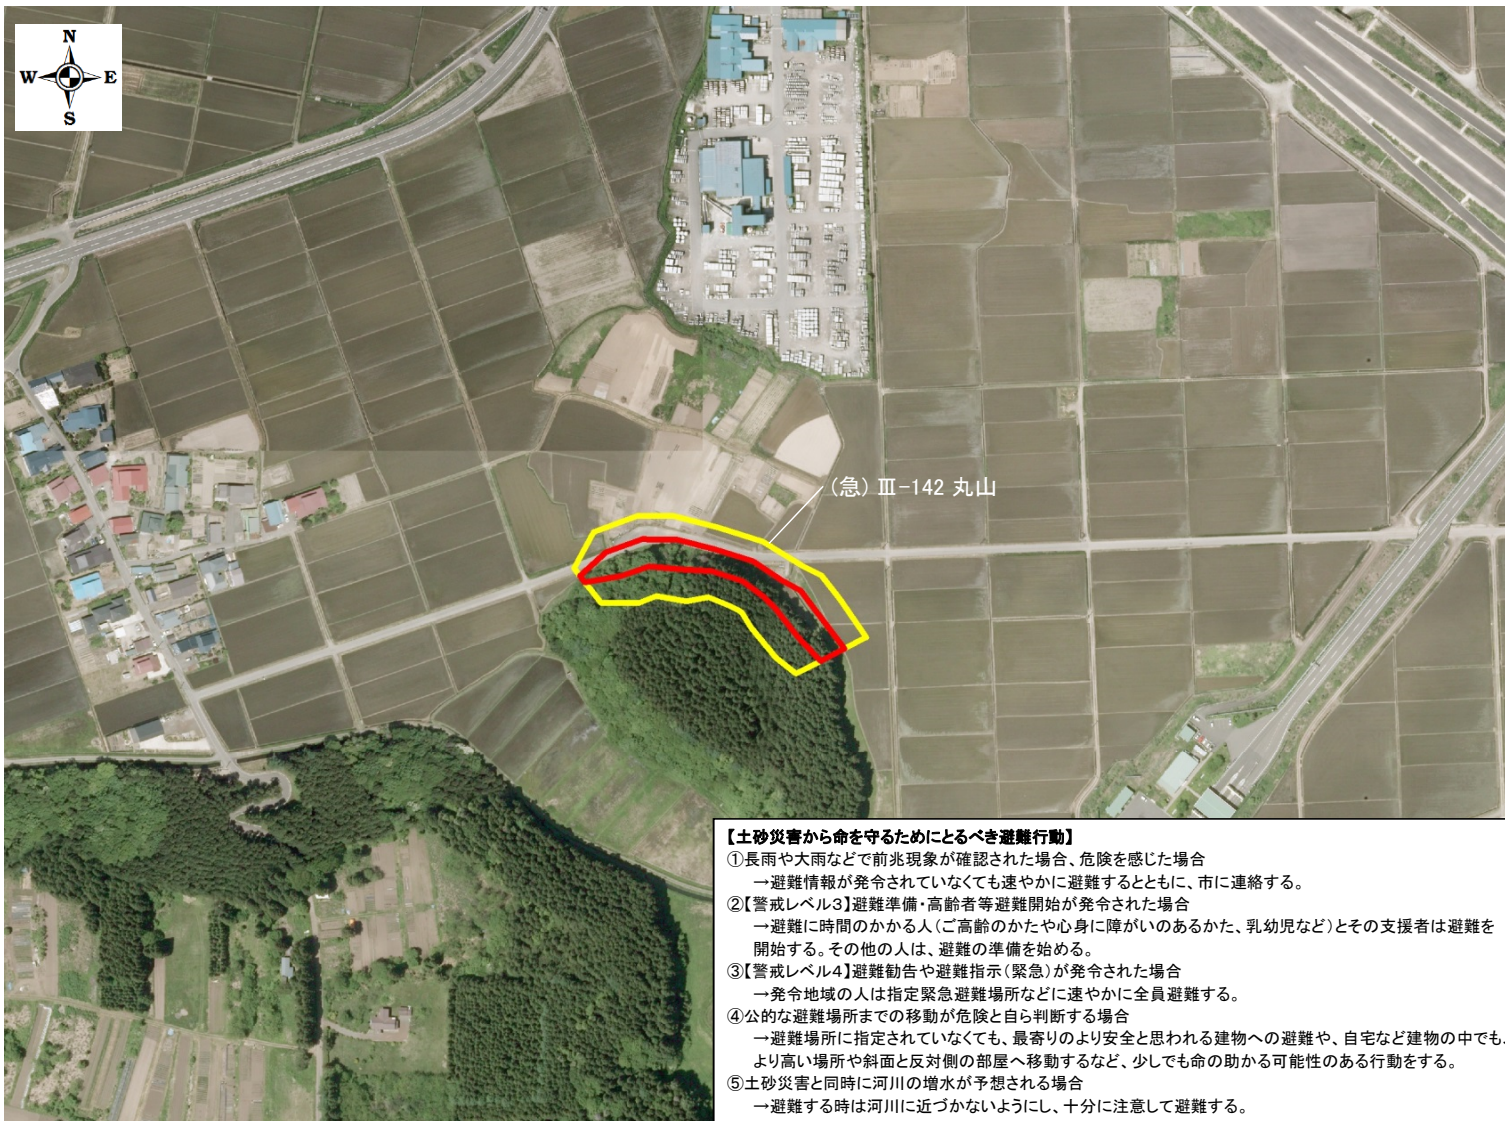 N
W E
S
(急) Ⅲ-142 丸山
【土砂災害から命を守るためにとるべき避難行動】
①長雨や大雨などで前兆現象が確認された場合、危険を感じた場合
→避難情報が発令されていなくても速やかに避難するとともに、市に連絡する。
②【警戒レベル3】避難準備・高齢者等避難開始が発令された場合
→避難に時間のかかる人(ご高齢のかたや心身に障がいのあるかた、乳幼児など)とその支援者は避難を
開始する。その他の人は、避難の準備を始める。
③【警戒レベル4】避難勧告や避難指示(緊急)が発令された場合
→発令地域の人は指定緊急避難場所などに速やかに全員避難する。
④公的な避難場所までの移動が危険と自ら判断する場合
→避難場所に指定されていなくても、最寄りのより安全と思われる建物への避難や、自宅など建物の中でも、
より高い場所や斜面と反対側の部屋へ移動するなど、少しでも命の助かる可能性のある行動をする。
⑤土砂災害と同時に河川の増水が予想される場合
→避難する時は河川に近づかないようにし、十分に注意して避難する。